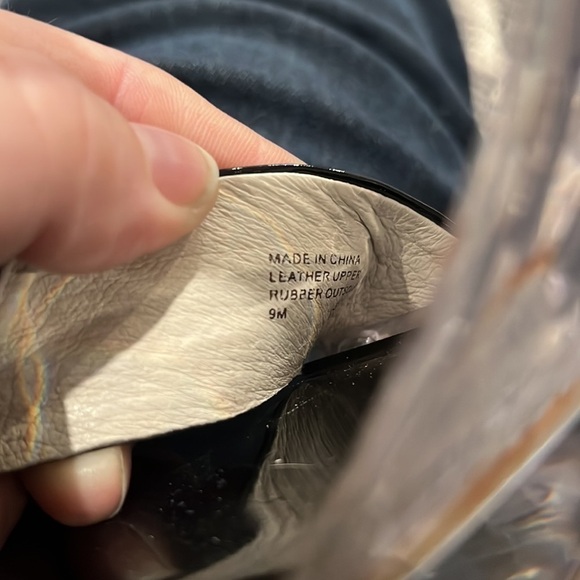 MADE IN CHINA
LEATHER UPPER
RUBBER
9M